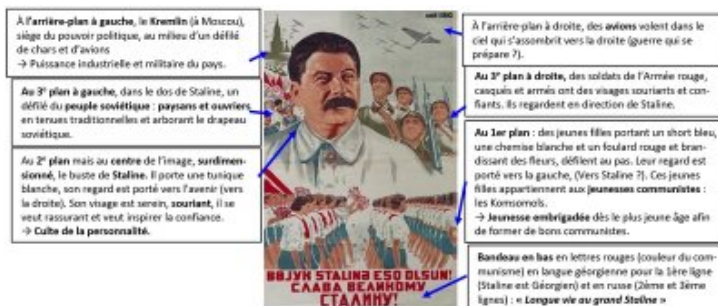 À l'arrière-plan à gauche, le Kremlin (à Moscou),
siège du pouvoir politique, au milieu d'un défilé
de chars et d'avions
→ Puissance industrielle et militaire du pays.
Au 3e plan à gauche, dans le dos de Staline, un
défilé du peuple soviétique : paysans et ouvriers
en tenues traditionnelles et arborant le drapeau
soviétique.
Au 2e plan mais au centre de l'image, surdimen-
sionné, le buste de Staline. Il porte une tunique
blanche, son regard est porté vers l'avenir (vers
la droite). Son visage est serein, souriant, il se
veut rassurant et veut inspirer la confiance.
→ Culte de la personnalité.
STALINA ESQ OLSUN!
СЛАВА ВЕЛИКОМУ
СТАЛИНУ!
À l'arrière-plan à droite, des avions volent dans le
ciel qui s'assombrit vers la droite (guerre qui se
prépare ?).
Au 3e plan à droite, des soldats de l'Armée rouge,
casqués et armés ont des visages souriants et con-
fiants. Ils regardent en direction de Staline.
Au 1er plan : des jeunes filles portant un short bleu,
une chemise blanche et un foulard rouge et bran-
dissant des fleurs, défilent au pas. Leur regard est
porté vers la gauche, (Vers Staline ?). Ces jeunes
filles appartiennent aux jeunesses communistes :
les Komsomols.
→ Jeunesse embrigadée dès le plus jeune âge afin
de former de bons communistes.
Bandeau en bas en lettres rouges (couleur du com-
munisme) en langue géorgienne pour la 1ère ligne
(Staline est Géorgien) et en russe (2ème et 3ème
lignes) : « Longue vie au grand Staline »